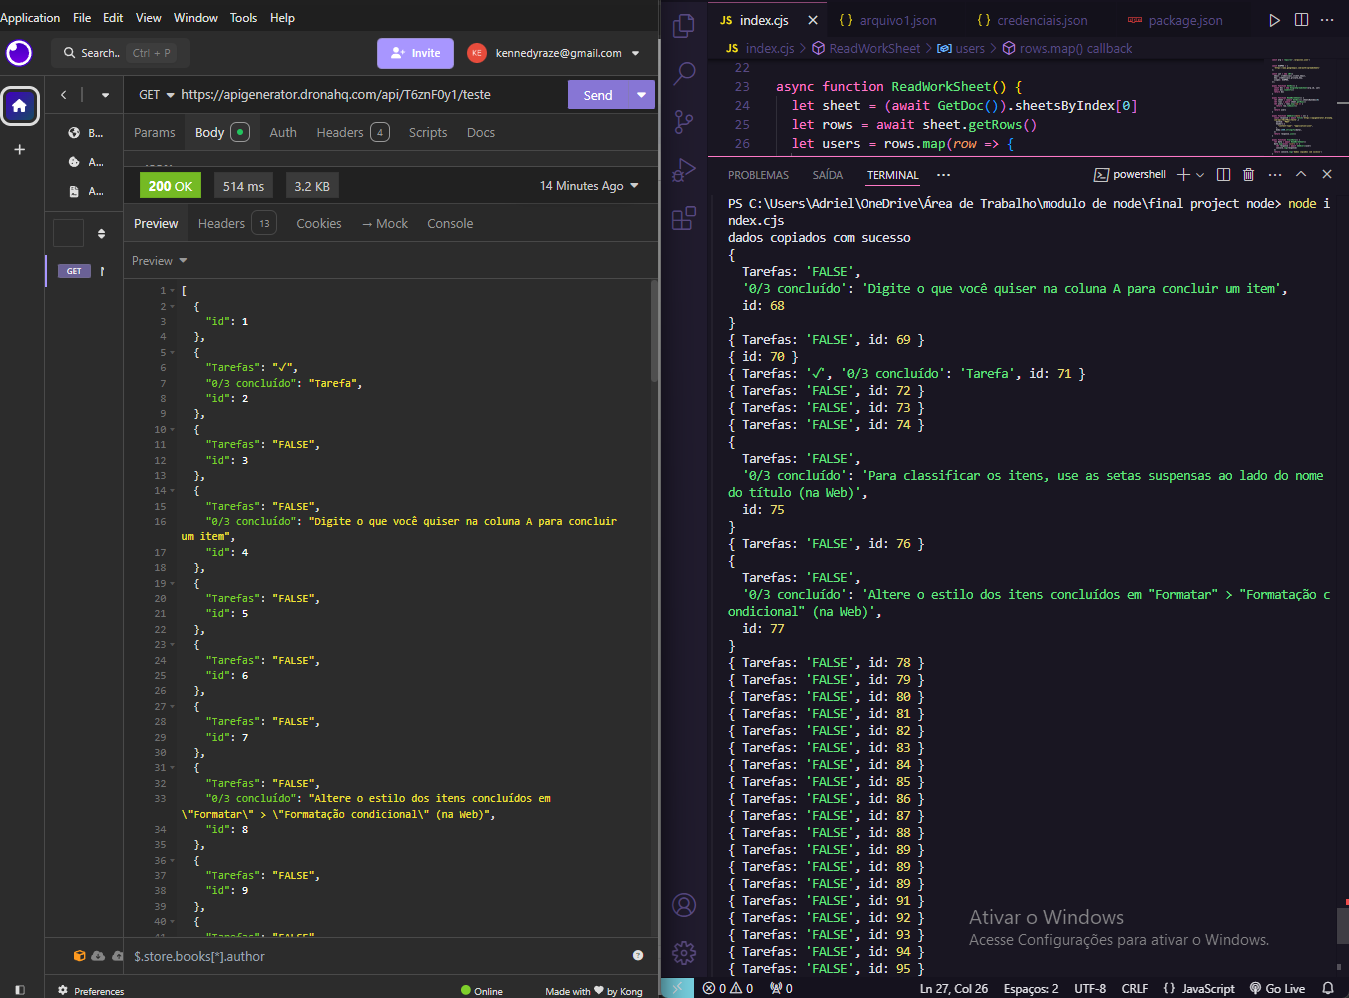 Application File Edit View Window Tools Help
Search.. Ctrl + P
Invite
KE kennedyraze@gmail.com
GET https://apigenerator.dronahq.com/api/T6znF0y1/teste
Send
B...
A...
A...
GET
Params Body Auth Headers 4 Scripts Docs
200 OK 514 ms 3.2 KB 14 Minutes Ago
Preview Headers 13 Cookies → Mock Console
Preview
1 [
2 {
3 "id": 1
4 },
5 {
6 "Tarefas": "✓",
7 "0/3 concluído": "Tarefa",
8 "id": 2
9 },
10 {
11 "Tarefas": "FALSE",
12 "id": 3
13 },
14 {
15 "Tarefas": "FALSE",
16 "0/3 concluído": "Digite o que você quiser na coluna A para concluir
um item",
17 "id": 4
18 },
19 {
20 "Tarefas": "FALSE",
21 "id": 5
22 },
23 {
24 "Tarefas": "FALSE",
25 "id": 6
26 },
27 {
28 "Tarefas": "FALSE",
29 "id": 7
30 },
31 {
32 "Tarefas": "FALSE",
33 "0/3 concluído": "Altere o estilo dos itens concluídos em
\"Formatar\" > \"Formatação condicional\" (na Web)",
34 "id": 8
35 },
36 {
37 "Tarefas": "FALSE",
38 "id": 9
39 },
40 {
$.store.books[*].author
Preferences
Online
Made with ♥ by Kong
JS index.cjs × {} arquivo1.json {} credenciais.json package.json
JS index.cjs > ReadWorkSheet > users > rows.map() callback
22
23 async function ReadWorkSheet() {
24 let sheet = (await GetDoc()).sheetsByIndex[0]
25 let rows = await sheet.getRows()
26 let users = rows.map(row => {
PROBLEMAS SAÍDA TERMINAL ··· powershell
PS C:\Users\Adriel\OneDrive\Área de Trabalho\modulo de node\final project node> node i
ndex.cjs
dados copiados com sucesso
{
Tarefas: 'FALSE',
'0/3 concluído': 'Digite o que você quiser na coluna A para concluir um item',
id: 68
}
{ Tarefas: 'FALSE', id: 69 }
{ id: 70 }
{ Tarefas: '✓', '0/3 concluído': 'Tarefa', id: 71 }
{ Tarefas: 'FALSE', id: 72 }
{ Tarefas: 'FALSE', id: 73 }
{ Tarefas: 'FALSE', id: 74 }
{
Tarefas: 'FALSE',
'0/3 concluído': 'Para classificar os itens, use as setas suspensas ao lado do nome
do título (na Web)',
id: 75
}
{ Tarefas: 'FALSE', id: 76 }
{
Tarefas: 'FALSE',
'0/3 concluído': 'Altere o estilo dos itens concluídos em "Formatar" > "Formatação c
ondicional" (na Web)',
id: 77
}
{ Tarefas: 'FALSE', id: 78 }
{ Tarefas: 'FALSE', id: 79 }
{ Tarefas: 'FALSE', id: 80 }
{ Tarefas: 'FALSE', id: 81 }
{ Tarefas: 'FALSE', id: 82 }
{ Tarefas: 'FALSE', id: 83 }
{ Tarefas: 'FALSE', id: 84 }
{ Tarefas: 'FALSE', id: 85 }
{ Tarefas: 'FALSE', id: 86 }
{ Tarefas: 'FALSE', id: 87 }
{ Tarefas: 'FALSE', id: 88 }
{ Tarefas: 'FALSE', id: 89 }
{ Tarefas: 'FALSE', id: 89 }
{ Tarefas: 'FALSE', id: 89 }
{ Tarefas: 'FALSE', id: 91 }
{ Tarefas: 'FALSE', id: 92 }
{ Tarefas: 'FALSE', id: 93 }
{ Tarefas: 'FALSE', id: 94 }
{ Tarefas: 'FALSE', id: 95 }
Ativar o Windows
Acesse Configurações para ativar o Windows.
0 0 0 Ln 27, Col 26 Espaços: 2 UTF-8 CRLF {} JavaScript Go Live